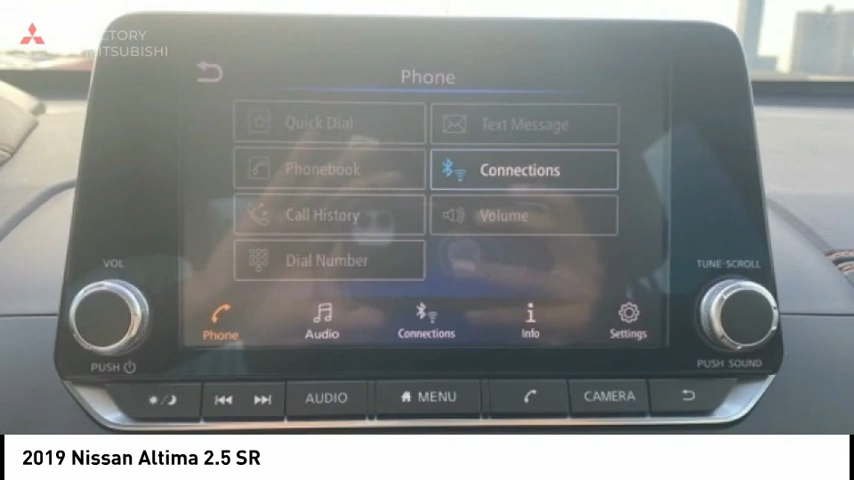 CTORY
MITSUBISHI
Phone
Quick Dial
Text Message
Phonebook
Connections
Call History
Volume
Dial Number
VOL
TUNE·SCROLL
Phone
Audio
Connections
Info
Settings
PUSH
PUSH SOUND
AUDIO
MENU
CAMERA
2019 Nissan Altima 2.5 SR